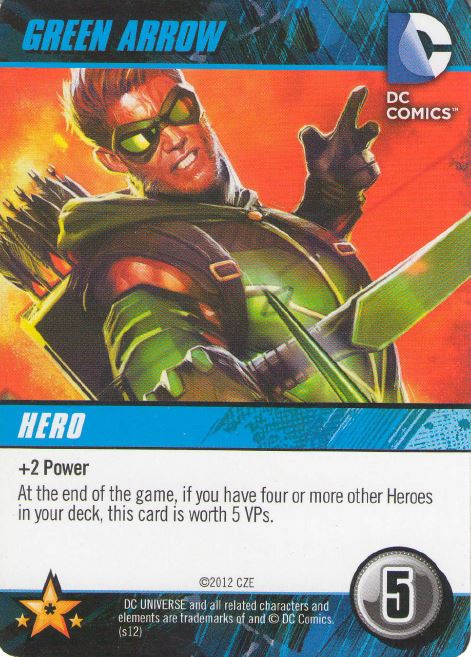 GREEN ARROW
DC
COMICS™
HERO
+2 Power
At the end of the game, if you have four or more other Heroes
in your deck, this card is worth 5 VPs.
©2012 CZE
*
DC UNIVERSE and all related characters and
elements are trademarks of and © DC Comics.
(s12)
5